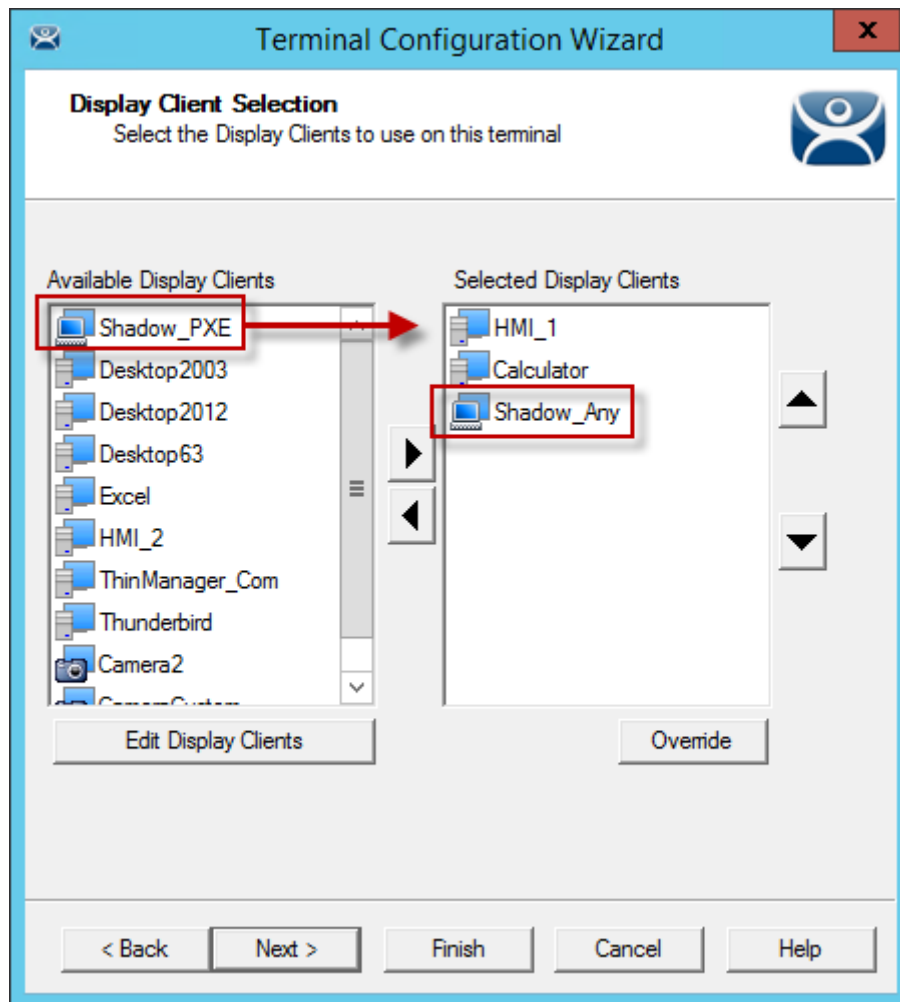 Terminal Configuration Wizard
x
Display Client Selection
Select the Display Clients to use on this terminal
Available Display Clients
Shadow_PXE
Desktop2003
Desktop2012
Desktop63
Excel
HMI_2
ThinManager_Com
Thunderbird
Camera2
CameraCustom
Edit Display Clients
Selected Display Clients
HMI_1
Calculator
Shadow_Any
Override
< Back
Next >
Finish
Cancel
Help